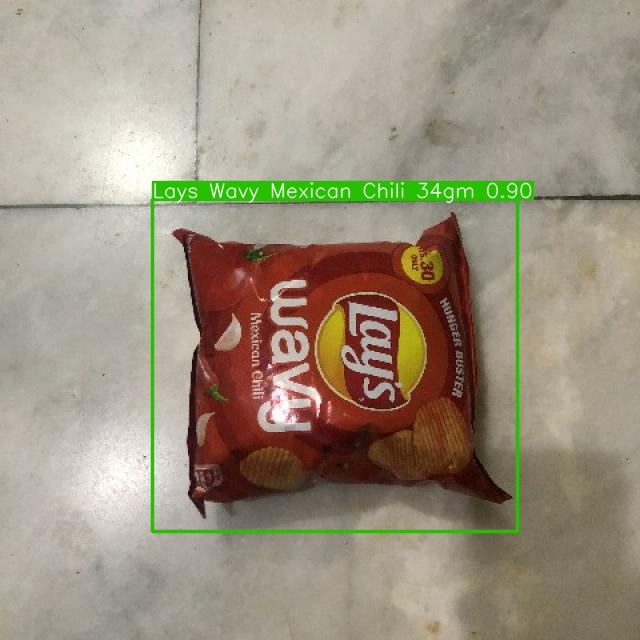 Lays Wavy Mexican Chili 34gm 0.90
Lay's
wavy
Mexican Chili
HUNGER BUSTER
30
ONLY